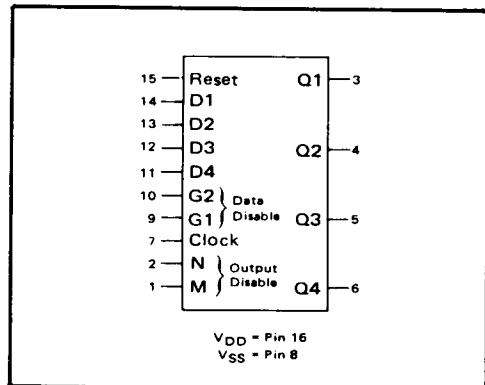 15 Reset Q1 3
14 D1
13 D2
12 D3 Q2 4
11 D4
10 G2 Data
9 G1 Disable Q3 5
7 Clock
2 N Output
1 M Disable Q4 6
VDD = Pin 16
VSS = Pin 8